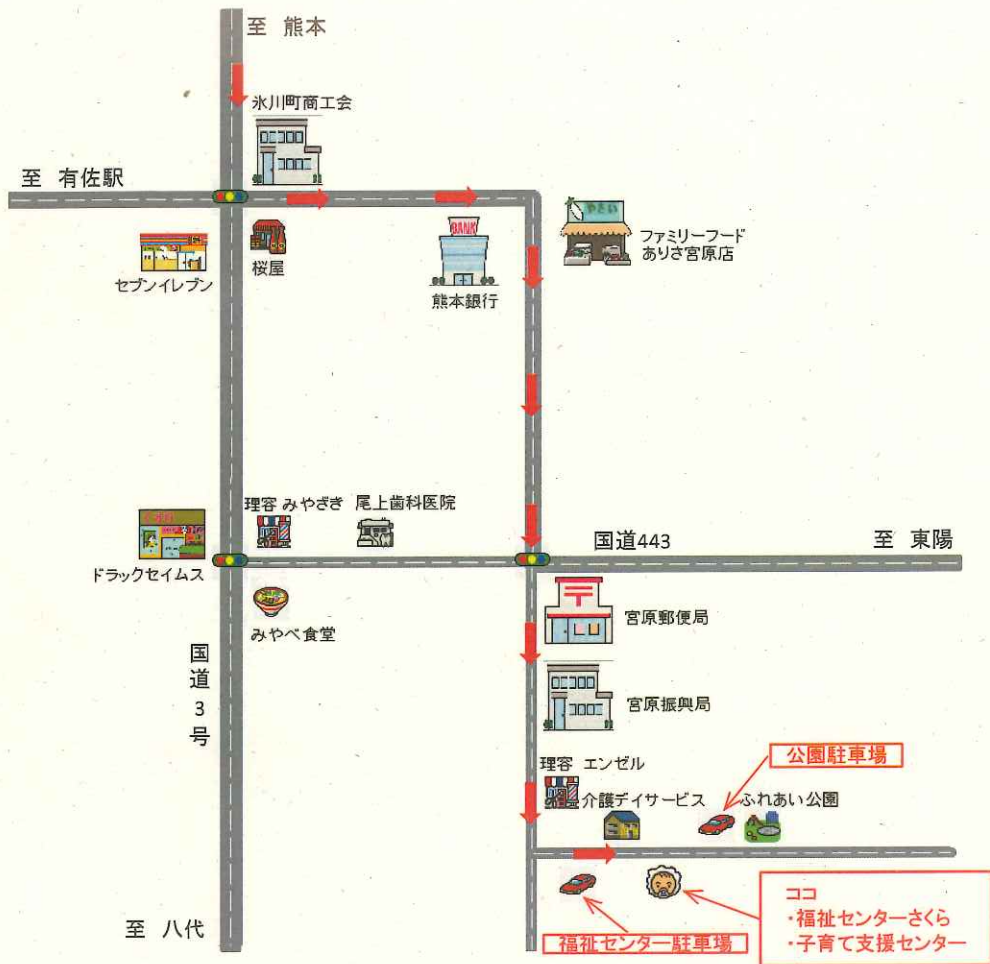 至 熊本
氷川町商工会
至 有佐駅
やさい
BANK
ファミリーフード
ありさ宮原店
セブンイレブン
桜屋
熊本銀行
理容 みやざき
尾上歯科医院
国道443
至 東陽
ドラックセイムス
みやべ食堂
宮原郵便局
国道3号
宮原振興局
理容 エンゼル
公園駐車場
介護デイサービス
ふれあい公園
ココ
・福祉センターさくら
・子育て支援センター
至 八代
福祉センター駐車場